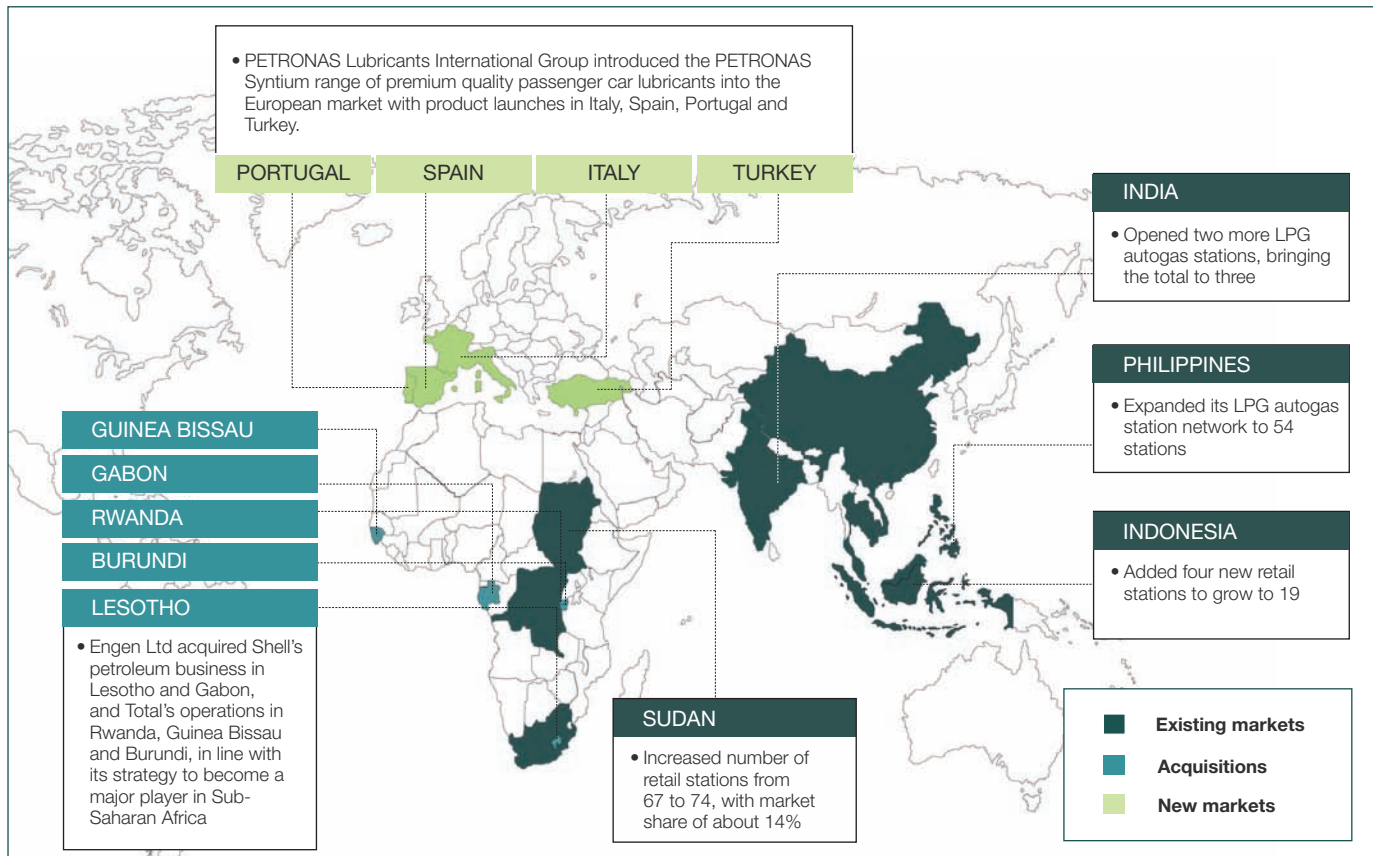 • PETRONAS Lubricants International Group introduced the PETRONAS
Syntium range of premium quality passenger car lubricants into the
European market with product launches in Italy, Spain, Portugal and
Turkey.
PORTUGAL
SPAIN
ITALY
TURKEY
INDIA
• Opened two more LPG
autogas stations, bringing
the total to three
PHILIPPINES
• Expanded its LPG autogas
station network to 54
stations
INDONESIA
• Added four new retail
stations to grow to 19
GUINEA BISSAU
GABON
RWANDA
BURUNDI
LESOTHO
• Engen Ltd acquired Shell’s
petroleum business in
Lesotho and Gabon,
and Total’s operations in
Rwanda, Guinea Bissau
and Burundi, in line with
its strategy to become a
major player in Sub-
Saharan Africa
SUDAN
• Increased number of
retail stations from
67 to 74, with market
share of about 14%
Existing markets
Acquisitions
New markets